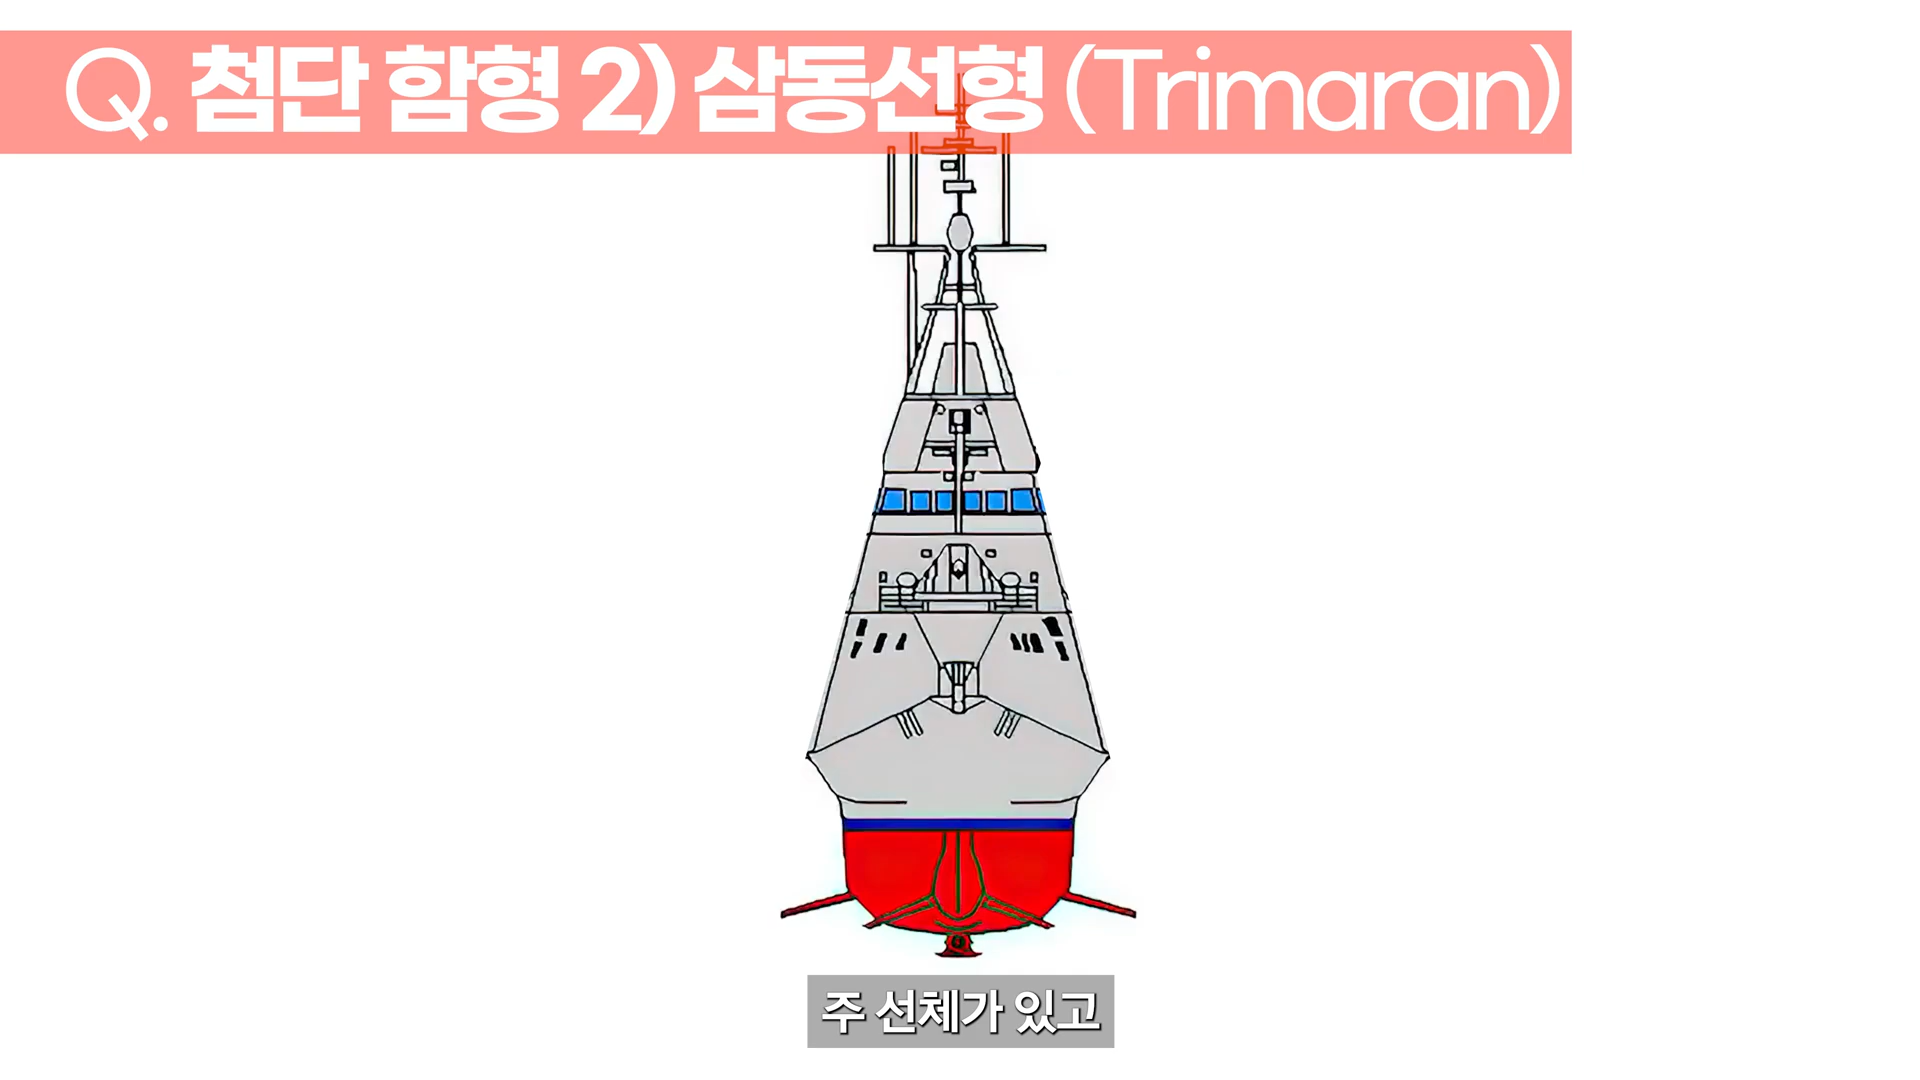 Q. 첨단 함형 2) 삼동선형 (Trimaran)
주 선체가 있고